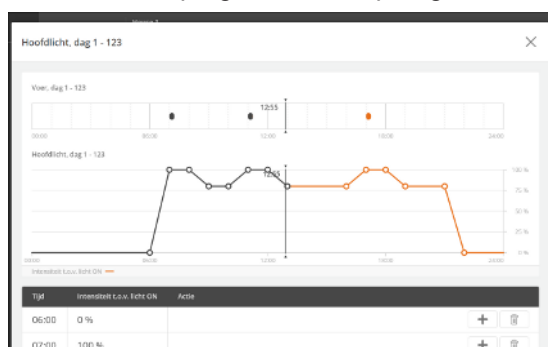 Hoofdlicht, dag 1 - 123
Voer, dag 1 - 123
12:55
00:00 06:00 12:00 18:00 24:00
Hoofdlicht, dag 1 - 123
12:55
100 %
75 %
50 %
25 %
0 %
00:00 06:00 12:00 18:00 24:00
Intensiteit t.o.v. licht ON
Tijd Intensiteit t.o.v. licht ON Actie
06:00 0 %
07:00 100 %